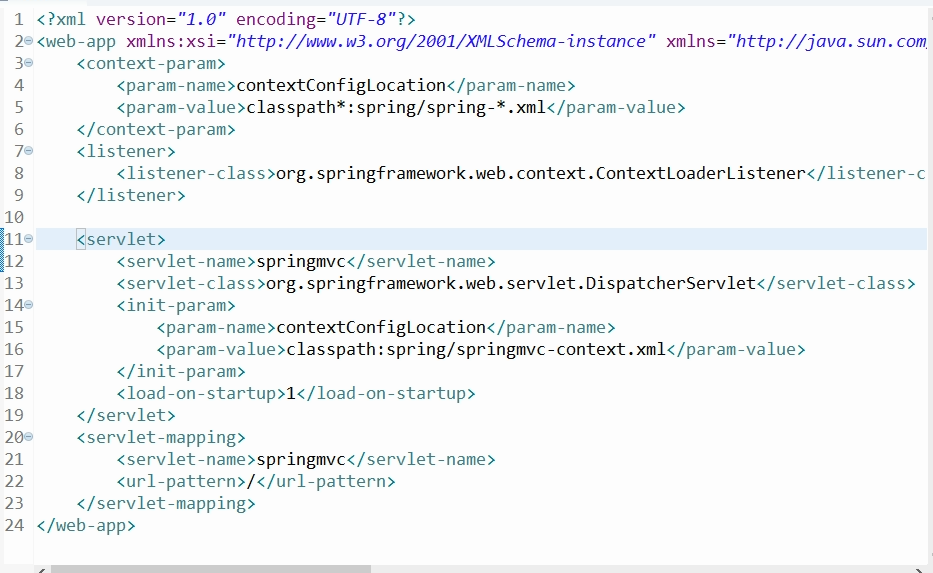 1 <?xml version="1.0" encoding="UTF-8"?>
2 <web-app xmlns:xsi="http://www.w3.org/2001/XMLSchema-instance" xmlns="http://java.sun.com
3     <context-param>
4         <param-name>contextConfigLocation</param-name>
5         <param-value>classpath*:spring/spring-*.xml</param-value>
6     </context-param>
7     <listener>
8         <listener-class>org.springframework.web.context.ContextLoaderListener</listener-c
9     </listener>
10
11     <servlet>
12         <servlet-name>springmvc</servlet-name>
13         <servlet-class>org.springframework.web.servlet.DispatcherServlet</servlet-class>
14         <init-param>
15             <param-name>contextConfigLocation</param-name>
16             <param-value>classpath:spring/springmvc-context.xml</param-value>
17         </init-param>
18         <load-on-startup>1</load-on-startup>
19     </servlet>
20     <servlet-mapping>
21         <servlet-name>springmvc</servlet-name>
22         <url-pattern>/</url-pattern>
23     </servlet-mapping>
24 </web-app>